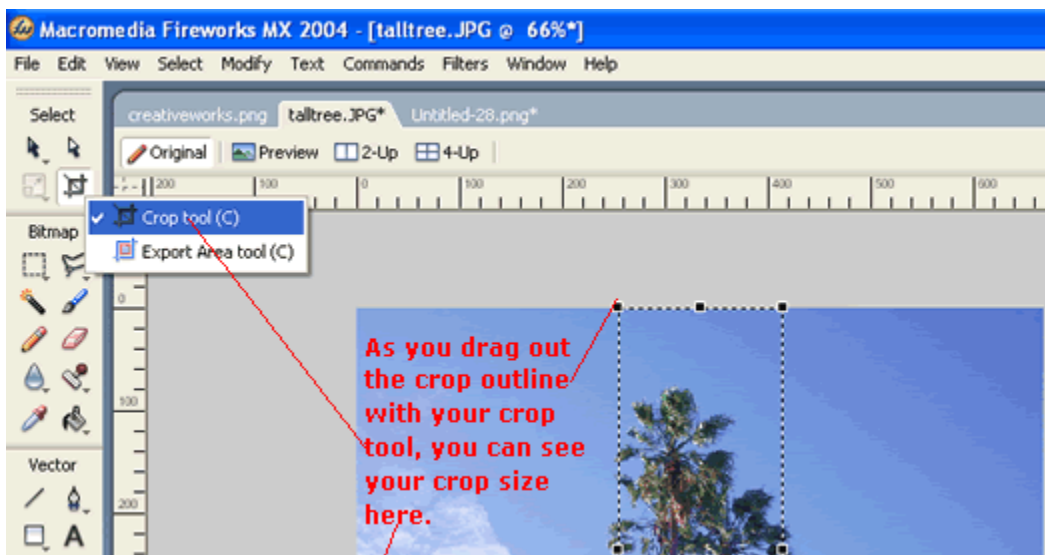 Macromedia Fireworks MX 2004 - [talltree.JPG @ 66%*]
File Edit View Select Modify Text Commands Filters Window Help
Select
creativeworks.png talltree.JPG* Untitled-28.png*
Original Preview 2-Up 4-Up
200 100 0 100 200 300 400 500 600
Crop tool (C)
Bitmap
Export Area tool (C)
0
As you drag out
the crop outline
100
with your crop
tool, you can see
Vector
your crop size
200
here.
A